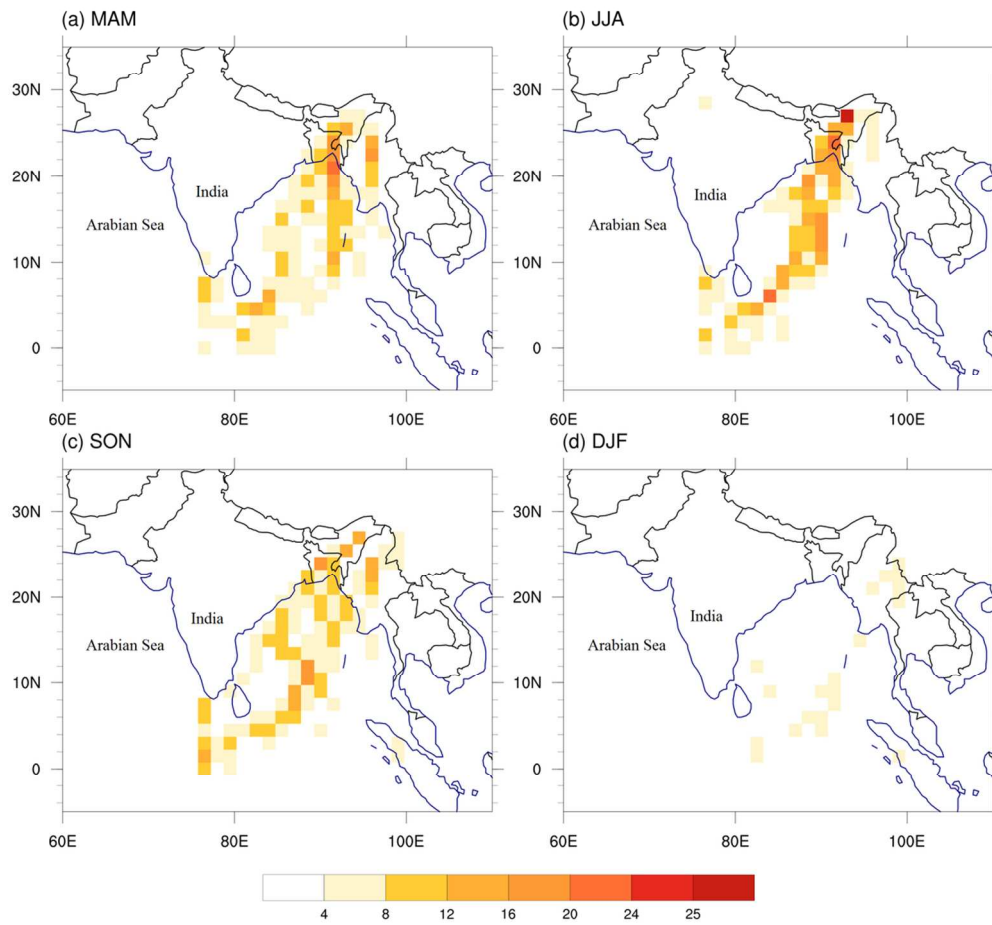 (a) MAM
(b) JJA
30N
20N
10N
0
India
Arabian Sea
60E
80E
100E
30N
20N
10N
0
India
Arabian Sea
60E
80E
100E
(c) SON
(d) DJF
30N
20N
10N
0
India
Arabian Sea
60E
80E
100E
30N
20N
10N
0
India
Arabian Sea
60E
80E
100E
4 8 12 16 20 24 25